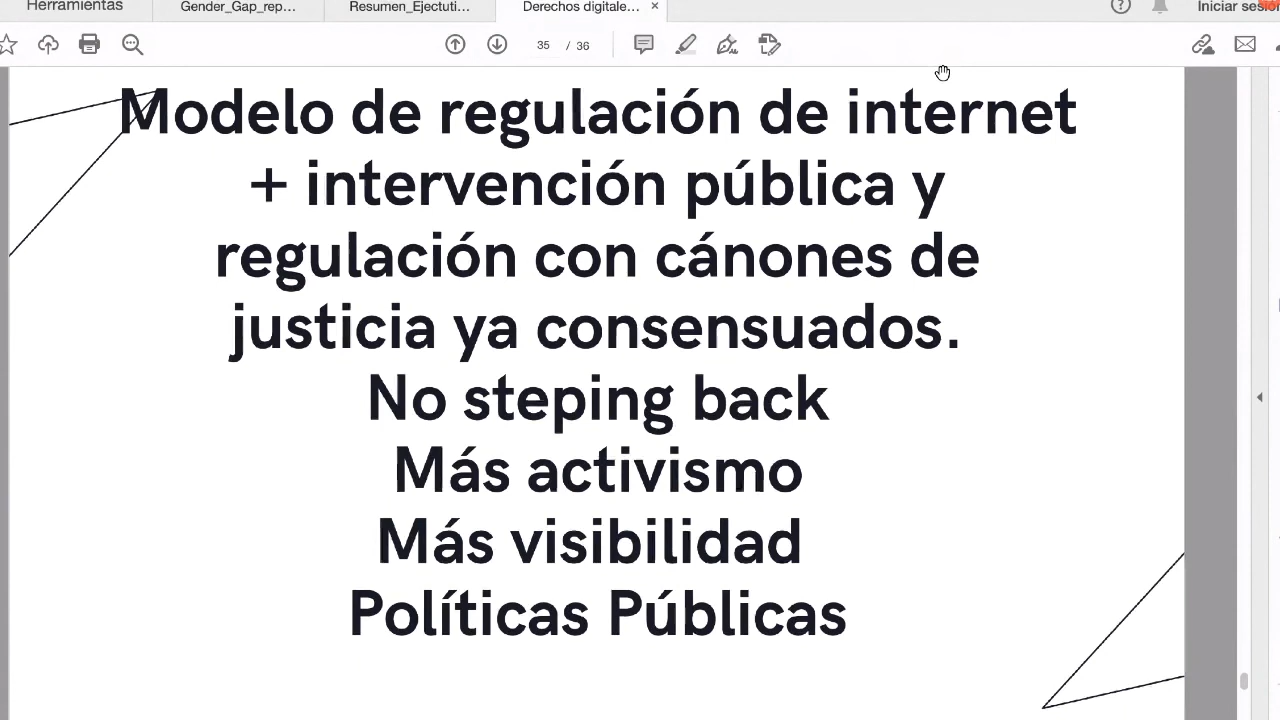 Herramientas
Gender_Gap_rep...
Resumen_Ejectuti...
Derechos digitale... ×
Iniciar sesión
35 / 36
Modelo de regulación de internet
+ intervención pública y
regulación con cánones de
justicia ya consensuados.
No steping back
Más activismo
Más visibilidad
Políticas Públicas